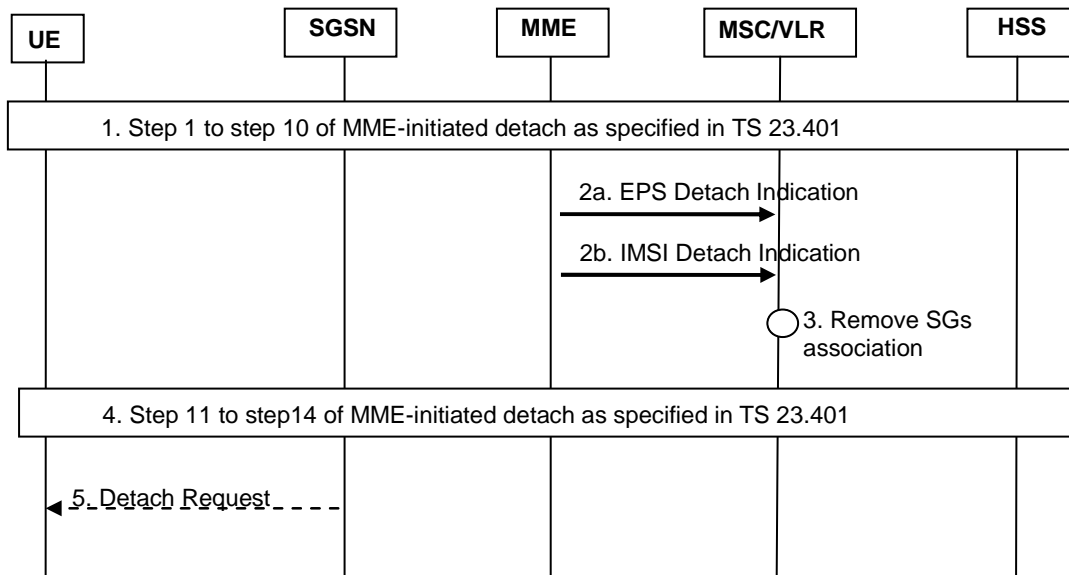 UE
SGSN
MME
MSC/VLR
HSS
1. Step 1 to step 10 of MME-initiated detach as specified in TS 23.401
2a. EPS Detach Indication
2b. IMSI Detach Indication
3. Remove SGs
association
4. Step 11 to step14 of MME-initiated detach as specified in TS 23.401
5. Detach Request